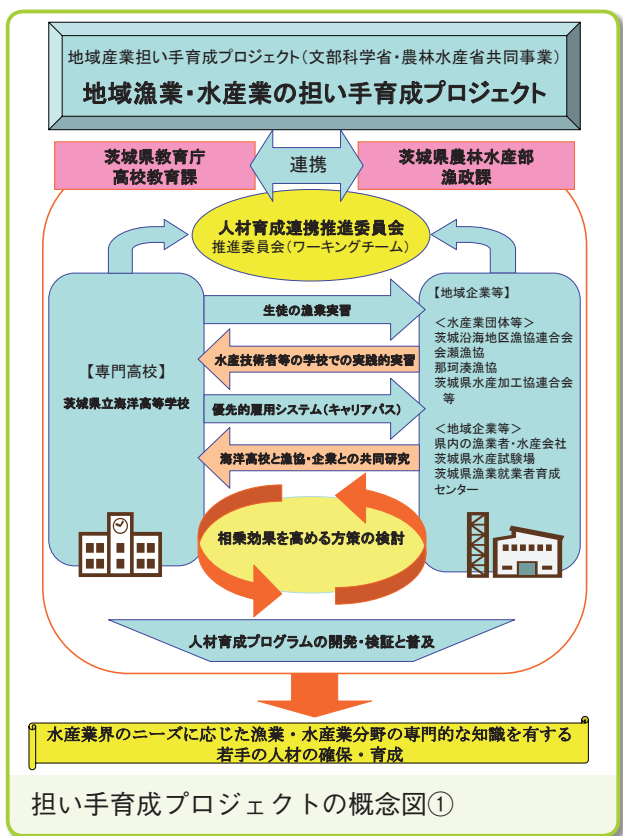 地域産業担い手育成プロジェクト(文部科学省・農林水産省共同事業)
地域漁業・水産業の担い手育成プロジェクト
茨城県教育庁
高校教育課
連携
茨城県農林水産部
漁政課
人材育成連携推進委員会
推進委員会(ワーキングチーム)
【専門高校】
茨城県立海洋高等学校
生徒の漁業実習
水産技術者等の学校での実践的実習
優先的雇用システム(キャリアパス)
海洋高校と漁協・企業との共同研究
【地域企業等】
<水産業団体等>
茨城沿海地区漁協連合会
会瀬漁協
那珂湊漁協
茨城県水産加工協連合会
等
<地域企業等>
県内の漁業者・水産会社
茨城県水産試験場
茨城県漁業就業者育成
センター
相乗効果を高める方策の検討
人材育成プログラムの開発・検証と普及
水産業界のニーズに応じた漁業・水産業分野の専門的な知識を有する
若手の人材の確保・育成
担い手育成プロジェクトの概念図①